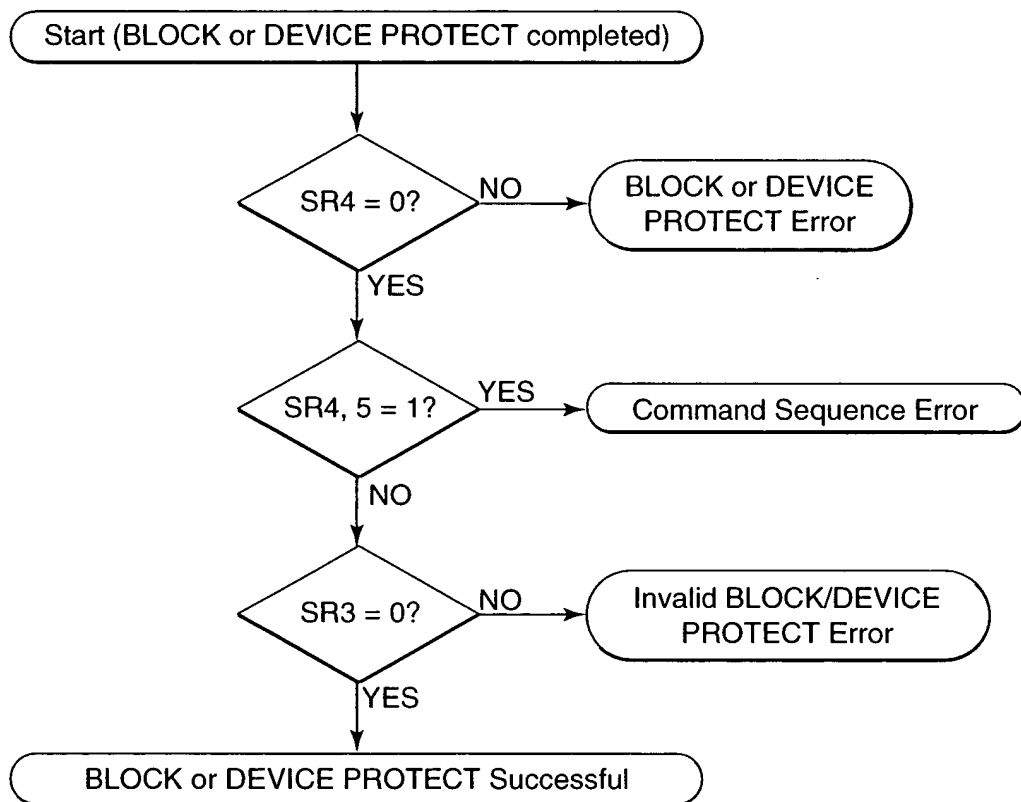 Start (BLOCK or DEVICE PROTECT completed)
SR4 = 0?
NO
BLOCK or DEVICE
PROTECT Error
YES
SR4, 5 = 1?
YES
Command Sequence Error
NO
SR3 = 0?
NO
Invalid BLOCK/DEVICE
PROTECT Error
YES
BLOCK or DEVICE PROTECT Successful